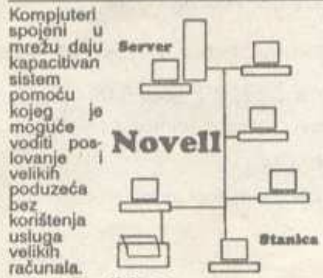 Kompjuteri
spojeni u
mrežu daju
kapacitivan
sistem
pomoću
kojeg je
moguće
voditi pos-
lovanje i
velikih
poduzeća
bez
korištenja
usluga
velikih
računala.
Server
Novell
Stanica